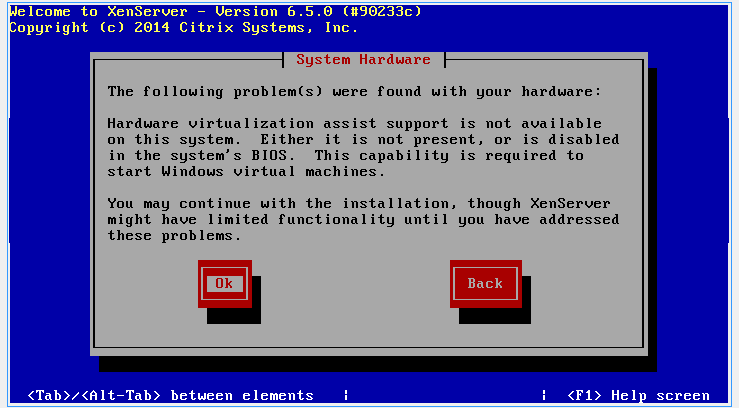 Welcome to XenServer - Version 6.5.0 (#90233c)
Copyright (c) 2014 Citrix Systems, Inc.
System Hardware
The following problem(s) were found with your hardware:
Hardware virtualization assist support is not available
on this system.  Either it is not present, or is disabled
in the system's BIOS.  This capability is required to
start Windows virtual machines.
You may continue with the installation, though XenServer
might have limited functionality until you have addressed
these problems.
Ok
Back
<Tab>/<Alt-Tab> between elements   |   | <F1> Help screen